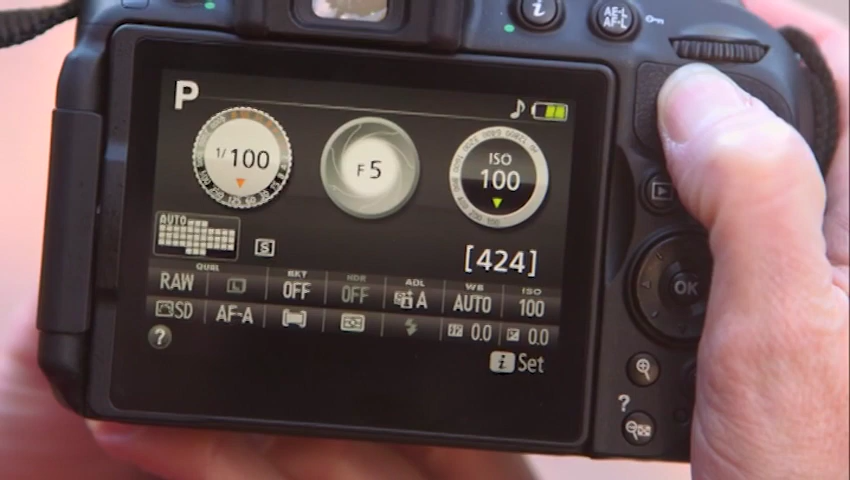 i
AE-L
AF-L
P
1/100
F5
ISO
100
AUTO
S
[424]
QUAL
BKT
HDR
ADL
WB
ISO
RAW
L
OFF
OFF
A
AUTO
100
SD
AF-A
0.0
0.0
?
i Set
OK
?